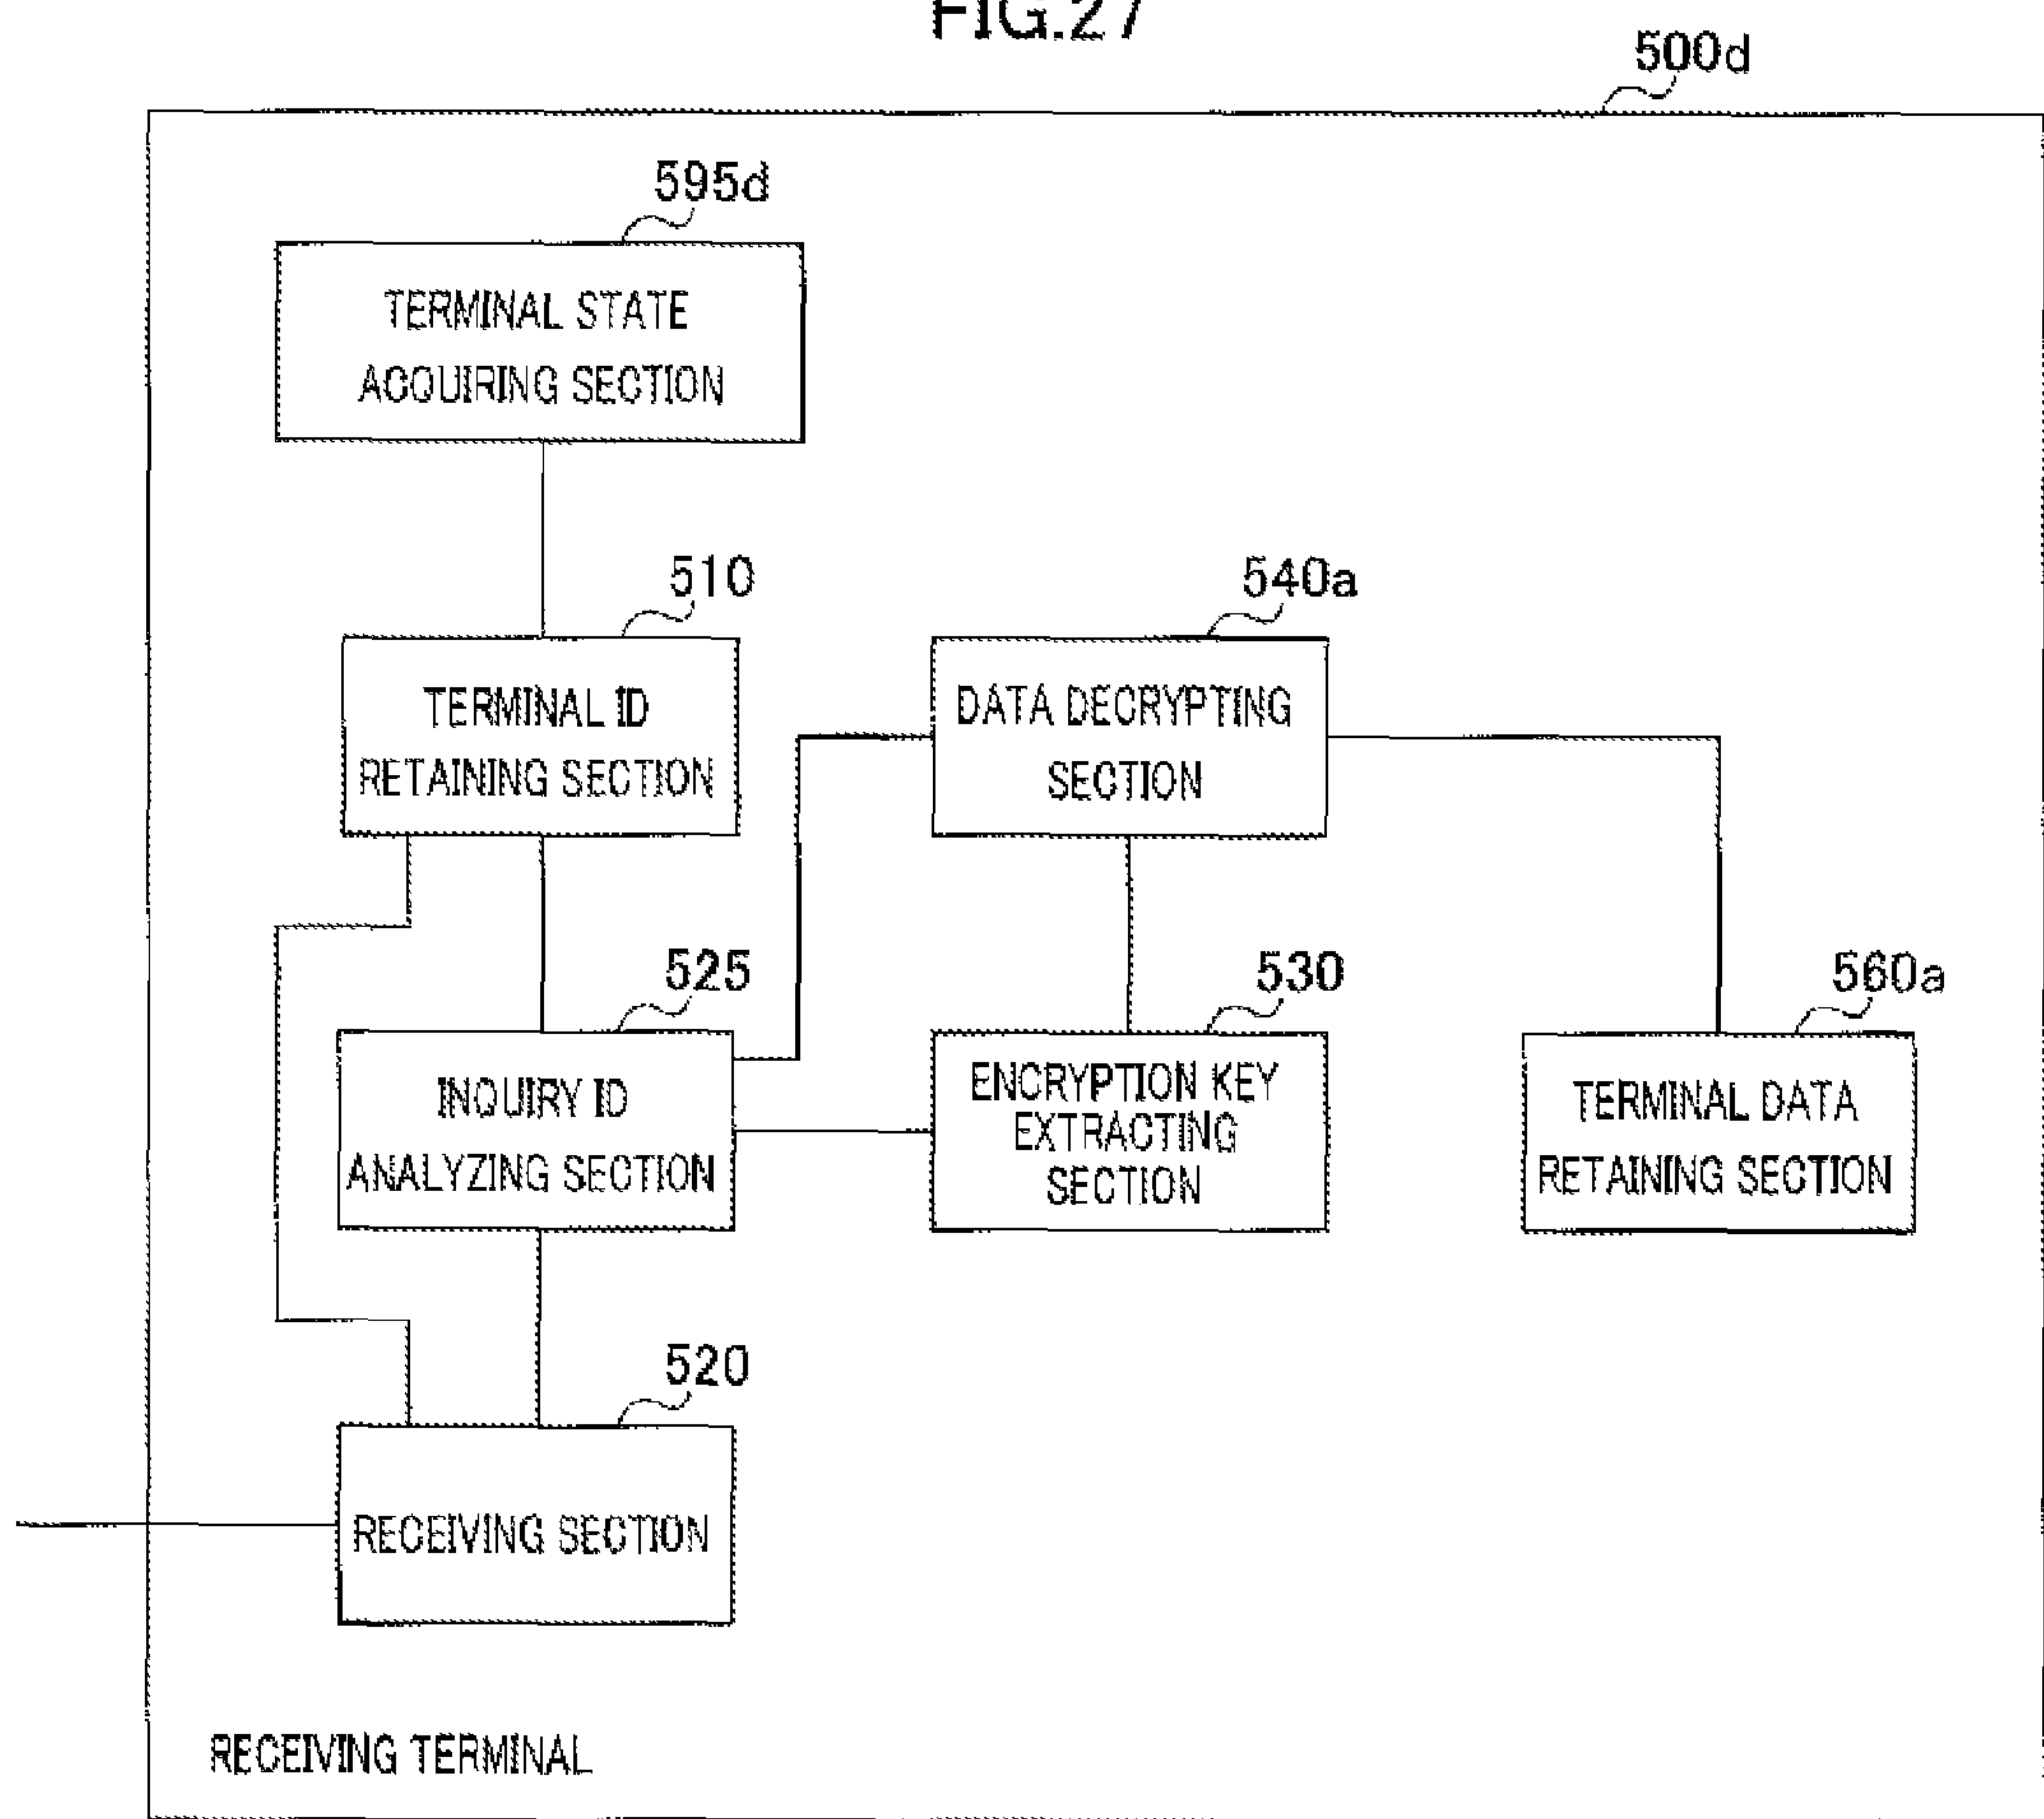 FIG.27
500d
595d
TERMINAL STATE
ACQUIRING SECTION
510
TERMINAL ID
RETAINING SECTION
540a
DATA DECRYPTING
SECTION
525
INQUIRY ID
ANALYZING SECTION
530
ENCRYPTION KEY
EXTRACTING
SECTION
560a
TERMINAL DATA
RETAINING SECTION
520
RECEIVING SECTION
RECEIVING TERMINAL